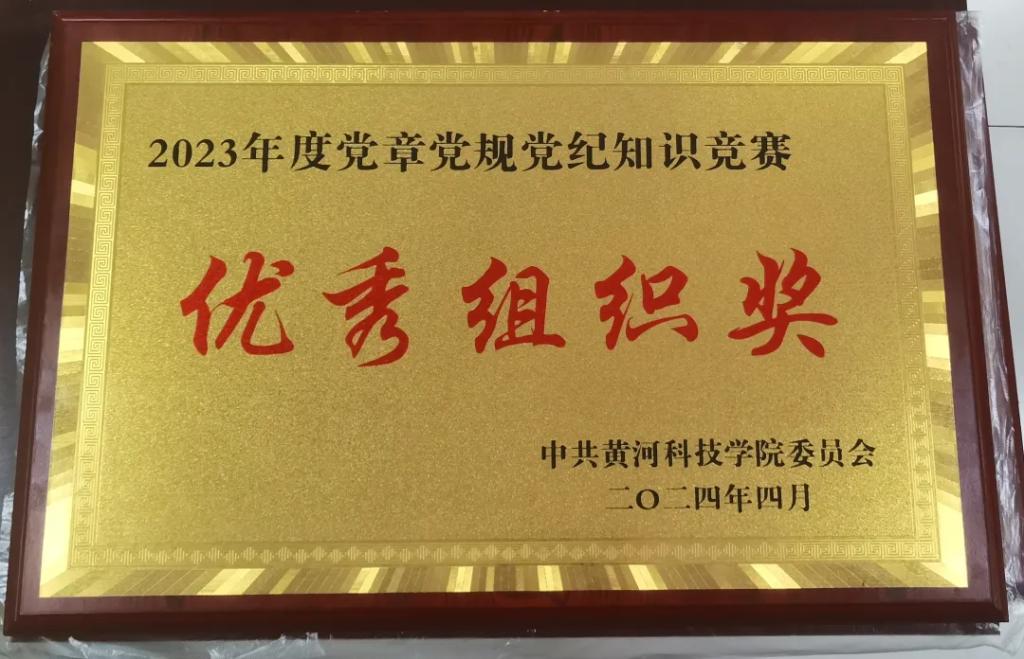 2023年度党章党规党纪知识竞赛
优秀组织奖
中共黄河科技学院委员会
二〇二四年四月